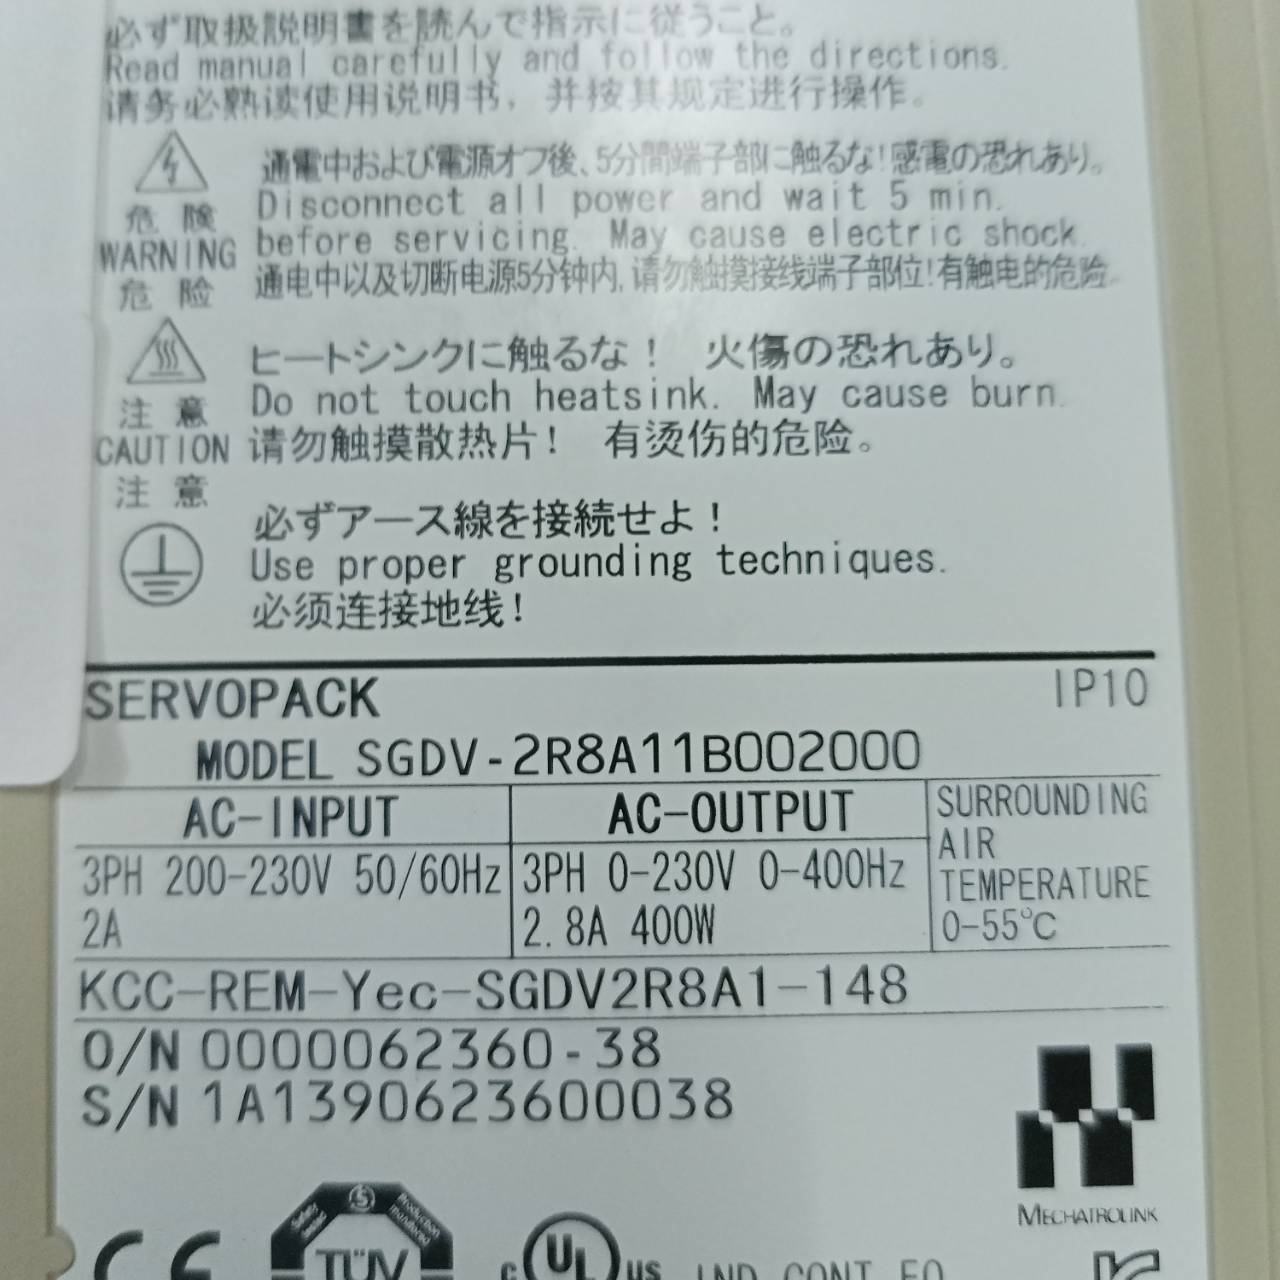 必ず取扱説明書を読んで指示に従うこと。
Read manual carefully and follow the directions.
请务必熟读使用说明书，并按其规定进行操作。
危険
WARNING
危险
通電中および電源オフ後、5分間端子部に触るな！感電の恐れあり。
Disconnect all power and wait 5 min.
before servicing. May cause electric shock.
通电中以及切断电源5分钟内，请勿触摸接线端子部位！有触电的危险。
注意
CAUTION
注意
ヒートシンクに触るな！ 火傷の恐れあり。
Do not touch heatsink. May cause burn.
请勿触摸散热片！ 有烫伤的危险。
必ずアース線を接続せよ！
Use proper grounding techniques.
必须连接地线！
SERVOPACK IP10
MODEL SGDV-2R8A11B002000
AC-INPUT
3PH 200-230V 50/60Hz
2A
AC-OUTPUT
3PH 0-230V 0-400Hz
2.8A 400W
SURROUNDING
AIR
TEMPERATURE
0-55℃
KCC-REM-Yec-SGDV2R8A1-148
O/N 0000062360-38
S/N 1A1390623600038
MECHATROLINK
CE
TÜV
Production
monitored
c UL us IND.CONT.EQ